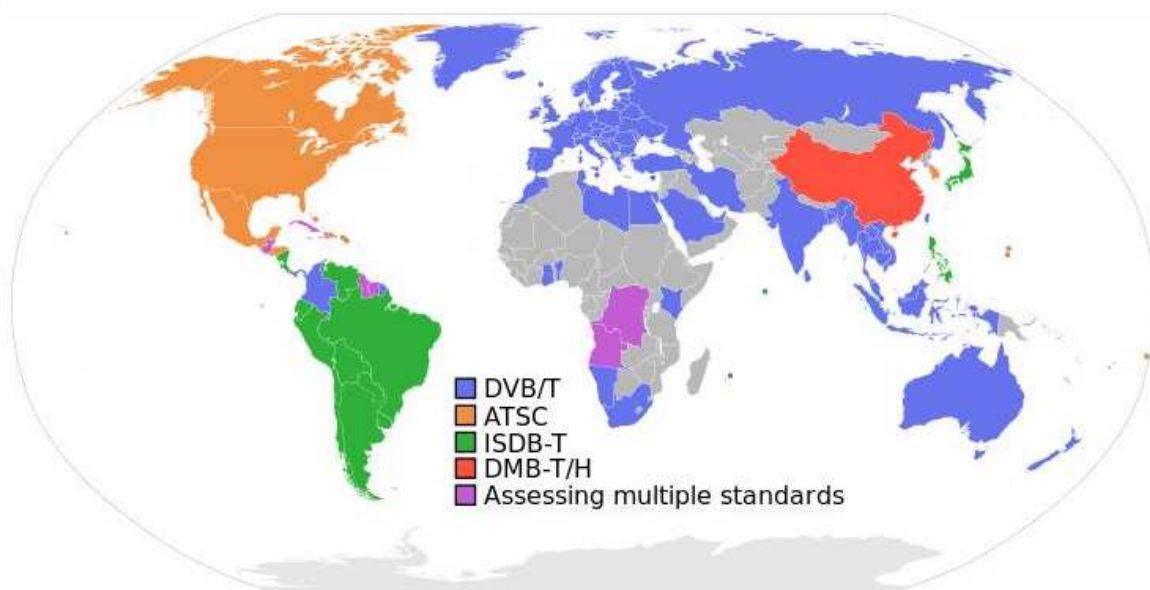 DVB/T
ATSC
ISDB-T
DMB-T/H
Assessing multiple standards